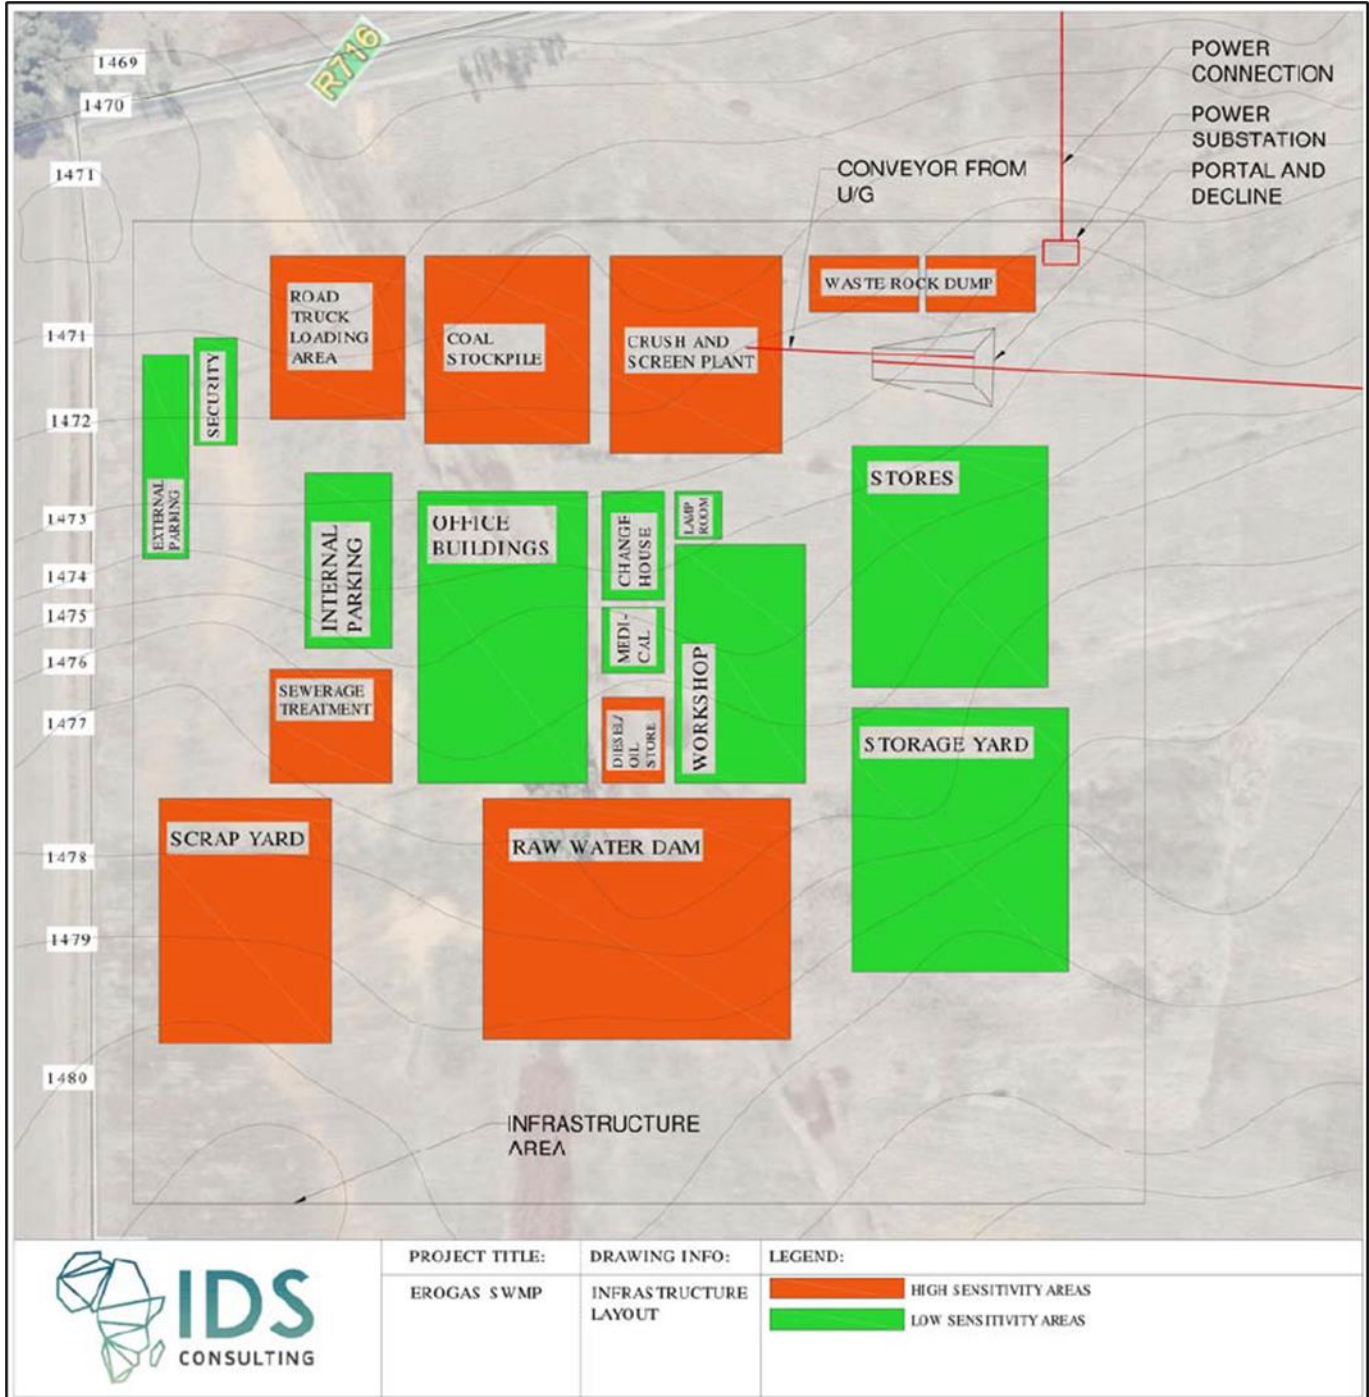 R716
1469
1470
1471
1471
1472
1473
1474
1475
1476
1477
1478
1479
1480
POWER
CONNECTION
POWER
SUBSTATION
PORTAL AND
DECLINE
CONVEYOR FROM
U/G
ROAD
TRUCK
LOADING
AREA
COAL
STOCKPILE
CRUSH AND
SCREEN PLANT
WASTE ROCK DUMP
SECURITY
EXTERNAL
PARKING
INTERNAL
PARKING
OFFICE
BUILDINGS
CHANGE
HOUSE
LAMP
ROOM
STORES
MEDI-
CAL
WORKSHOP
SEWERAGE
TREATMENT
DIESEL/
OIL
STORE
STORAGE YARD
SCRAP YARD
RAW WATER DAM
INFRASTRUCTURE
AREA
IDS
CONSULTING
PROJECT TITLE:
EROGAS SWMP
DRAWING INFO:
INFRASTRUCTURE
LAYOUT
LEGEND:
HIGH SENSITIVITY AREAS
LOW SENSITIVITY AREAS